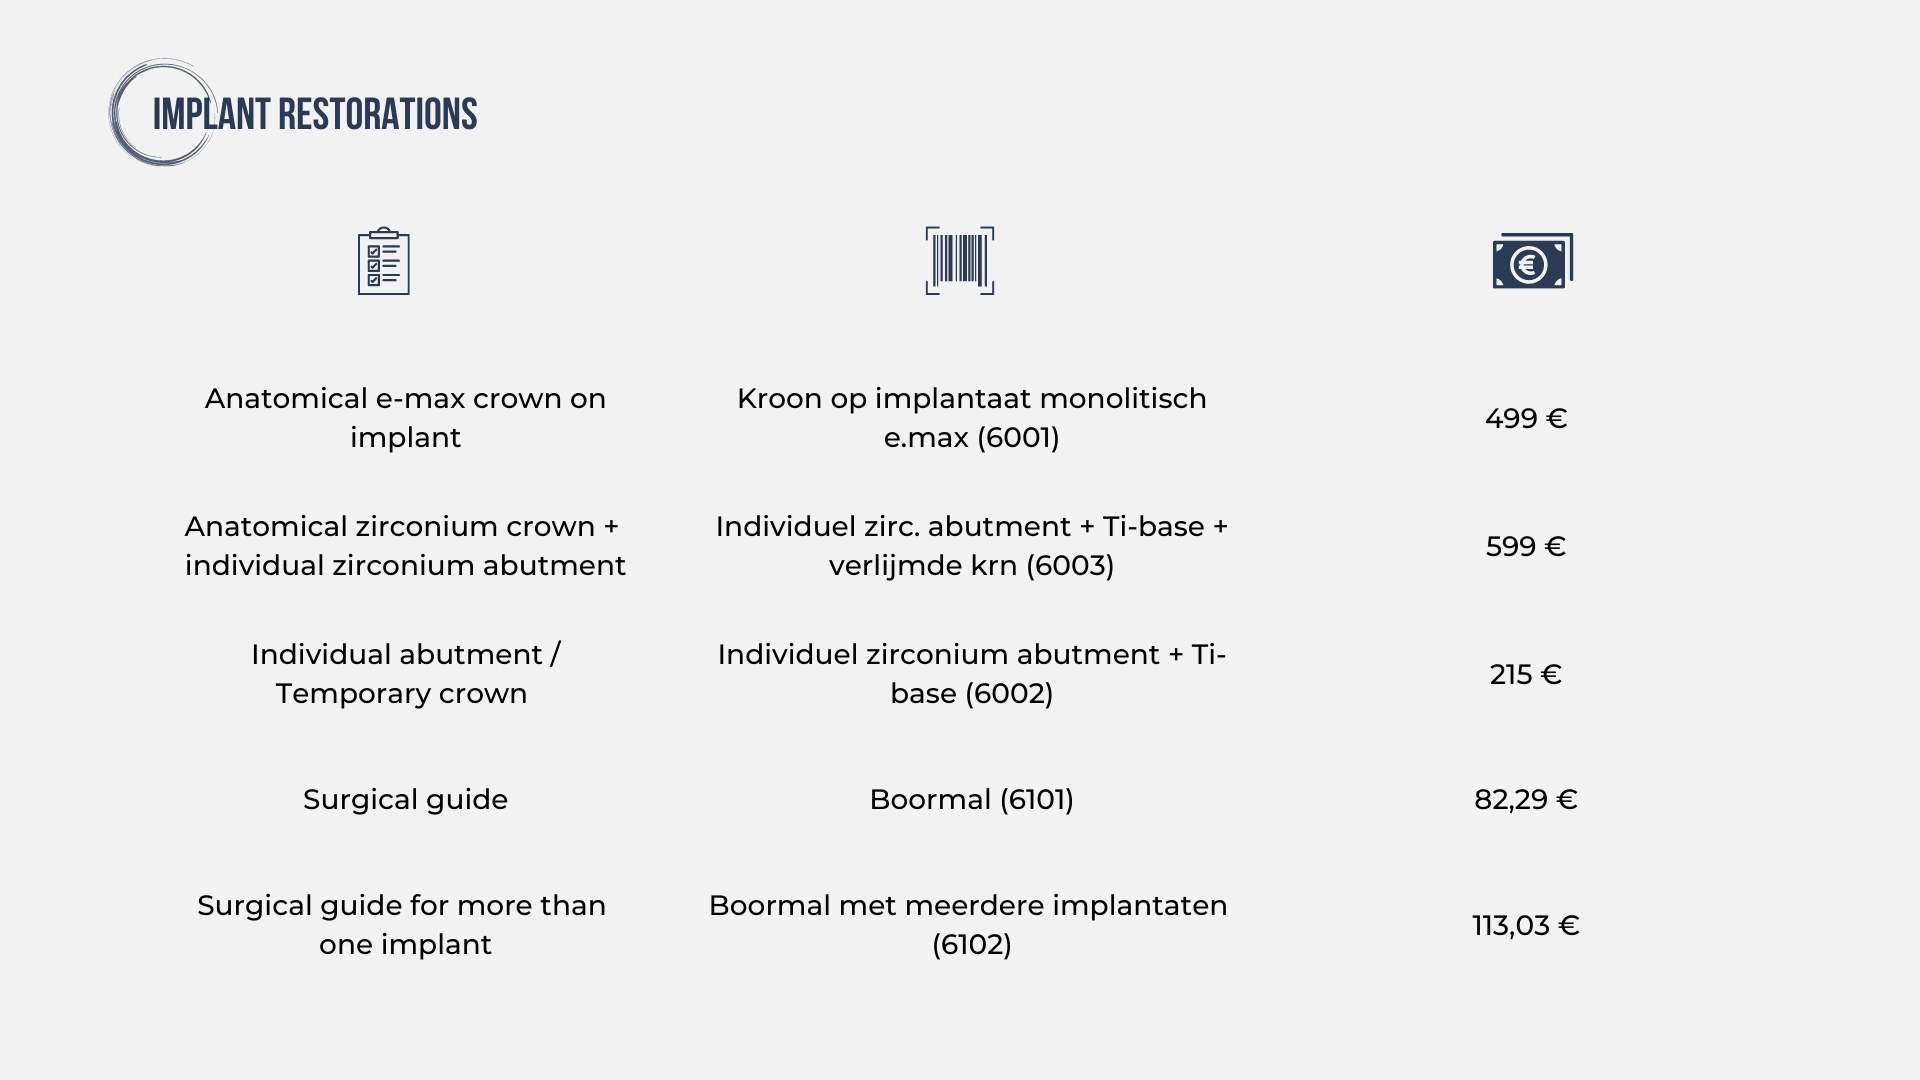 IMPLANT RESTORATIONS
Anatomical e-max crown on
implant
Kroon op implantaat monolitisch
e.max (6001)
499 €
Anatomical zirconium crown +
individual zirconium abutment
Individuel zirc. abutment + Ti-base +
verlijmde krn (6003)
599 €
Individual abutment /
Temporary crown
Individuel zirconium abutment + Ti-
base (6002)
215 €
Surgical guide
Boormal (6101)
82,29 €
Surgical guide for more than
one implant
Boormal met meerdere implantaten
(6102)
113,03 €